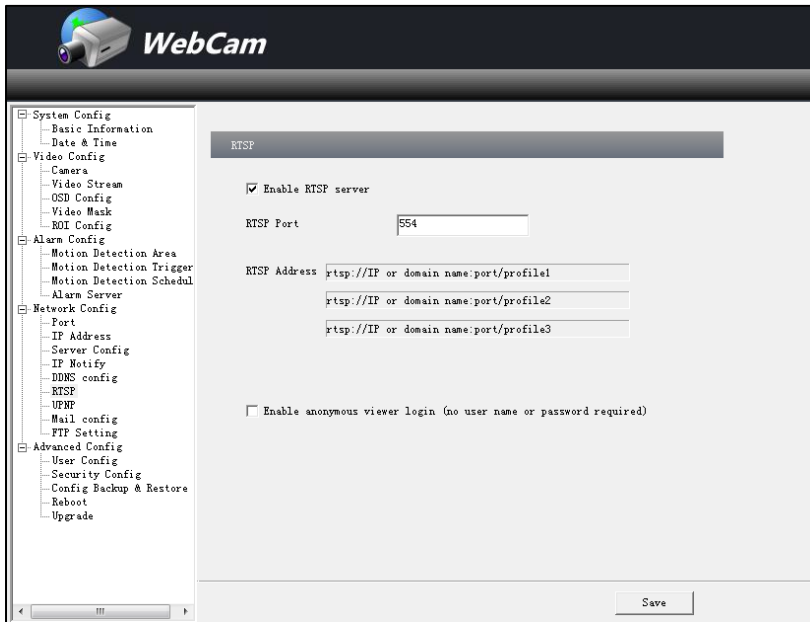 WebCam
System Config
Basic Information
Date & Time
Video Config
Camera
Video Stream
OSD Config
Video Mask
ROI Config
Alarm Config
Motion Detection Area
Motion Detection Trigger
Motion Detection Schedul
Alarm Server
Network Config
Port
IP Address
Server Config
IP Notify
DDNS config
RTSP
UPNP
Mail config
FTP Setting
Advanced Config
User Config
Security Config
Config Backup & Restore
Reboot
Upgrade
RTSP
Enable RTSP server
RTSP Port 554
RTSP Address rtsp://IP or domain name:port/profile1
rtsp://IP or domain name:port/profile2
rtsp://IP or domain name:port/profile3
Enable anonymous viewer login (no user name or password required)
Save